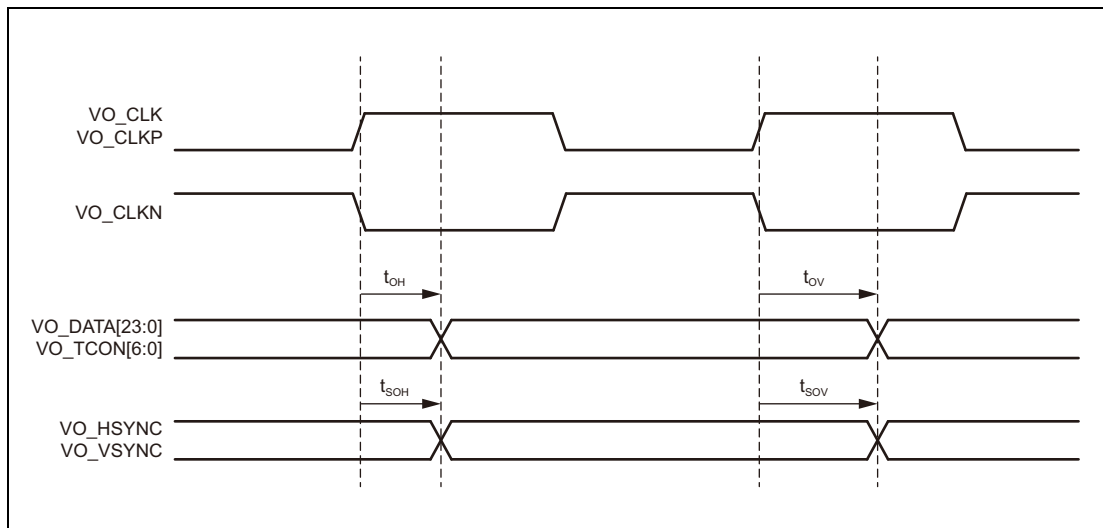 VO_CLK
VO_CLKP
VO_CLKN
tOH
tOV
VO_DATA[23:0]
VO_TCON[6:0]
tSOH
tSOV
VO_HSYNC
VO_VSYNC